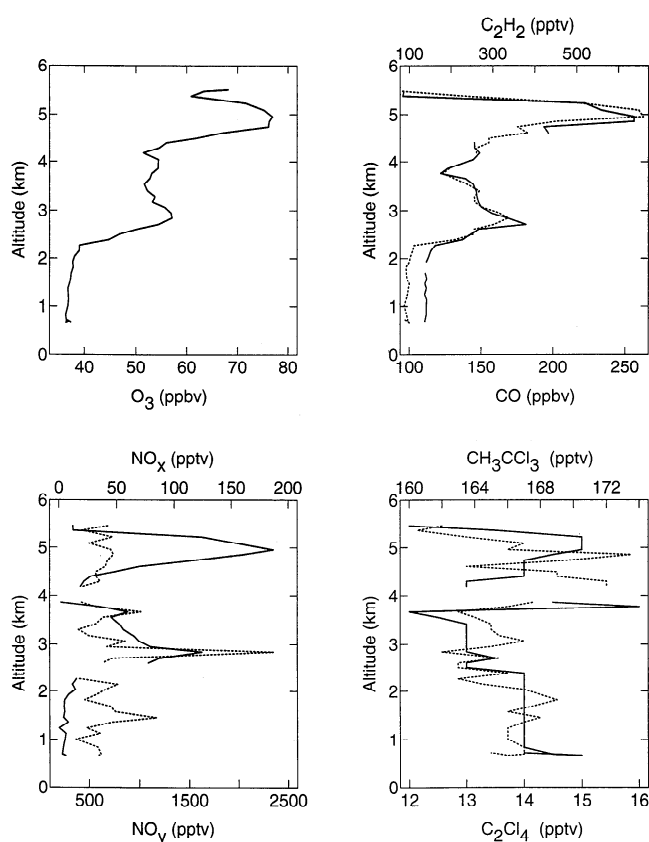 C2H2 (pptv)
100 300 500
6
5
4
3
2
1
0
Altitude (km)
40 50 60 70 80
O3 (ppbv)
6
5
4
3
2
1
0
Altitude (km)
100 150 200 250
CO (ppbv)
NOx (pptv)
0 50 100 150 200
6
5
4
3
2
1
0
Altitude (km)
500 1500 2500
NOy (pptv)
CH3CCl3 (pptv)
160 164 168 172
6
5
4
3
2
1
0
Altitude (km)
12 13 14 15 16
C2Cl4 (pptv)